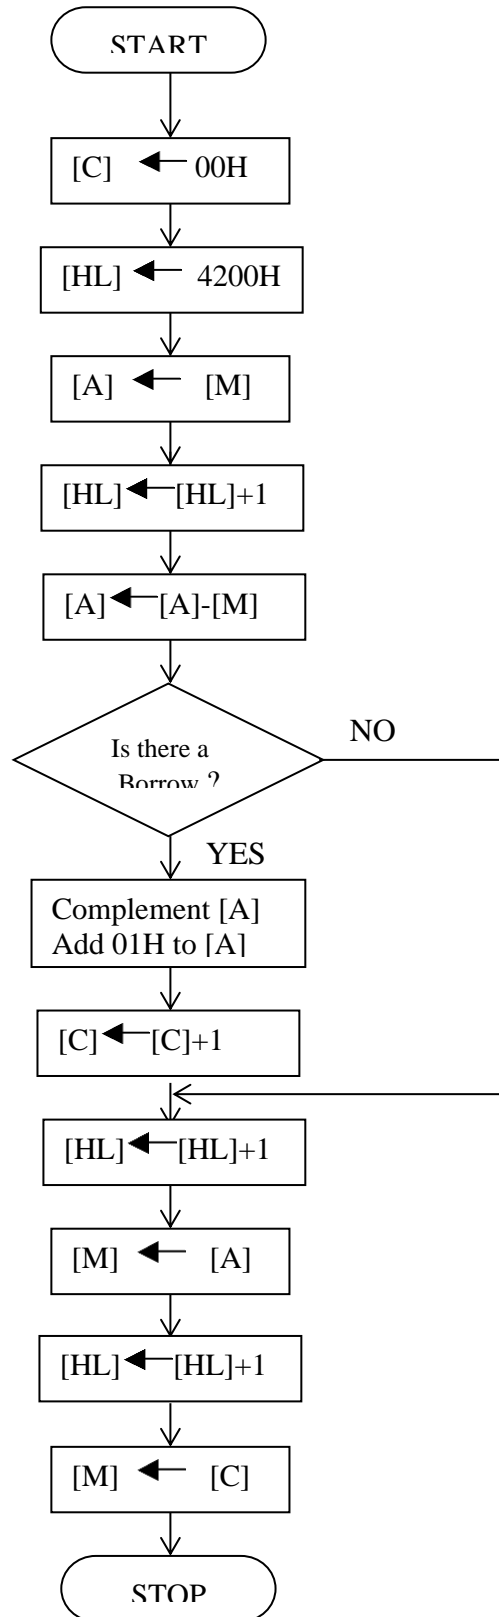 START
[C] ← 00H
[HL] ← 4200H
[A] ← [M]
[HL] ← [HL]+1
[A] ← [A]-[M]
Is there a
Borrow ?
NO
YES
Complement [A]
Add 01H to [A]
[C] ← [C]+1
[HL] ← [HL]+1
[M] ← [A]
[HL] ← [HL]+1
[M] ← [C]
STOP